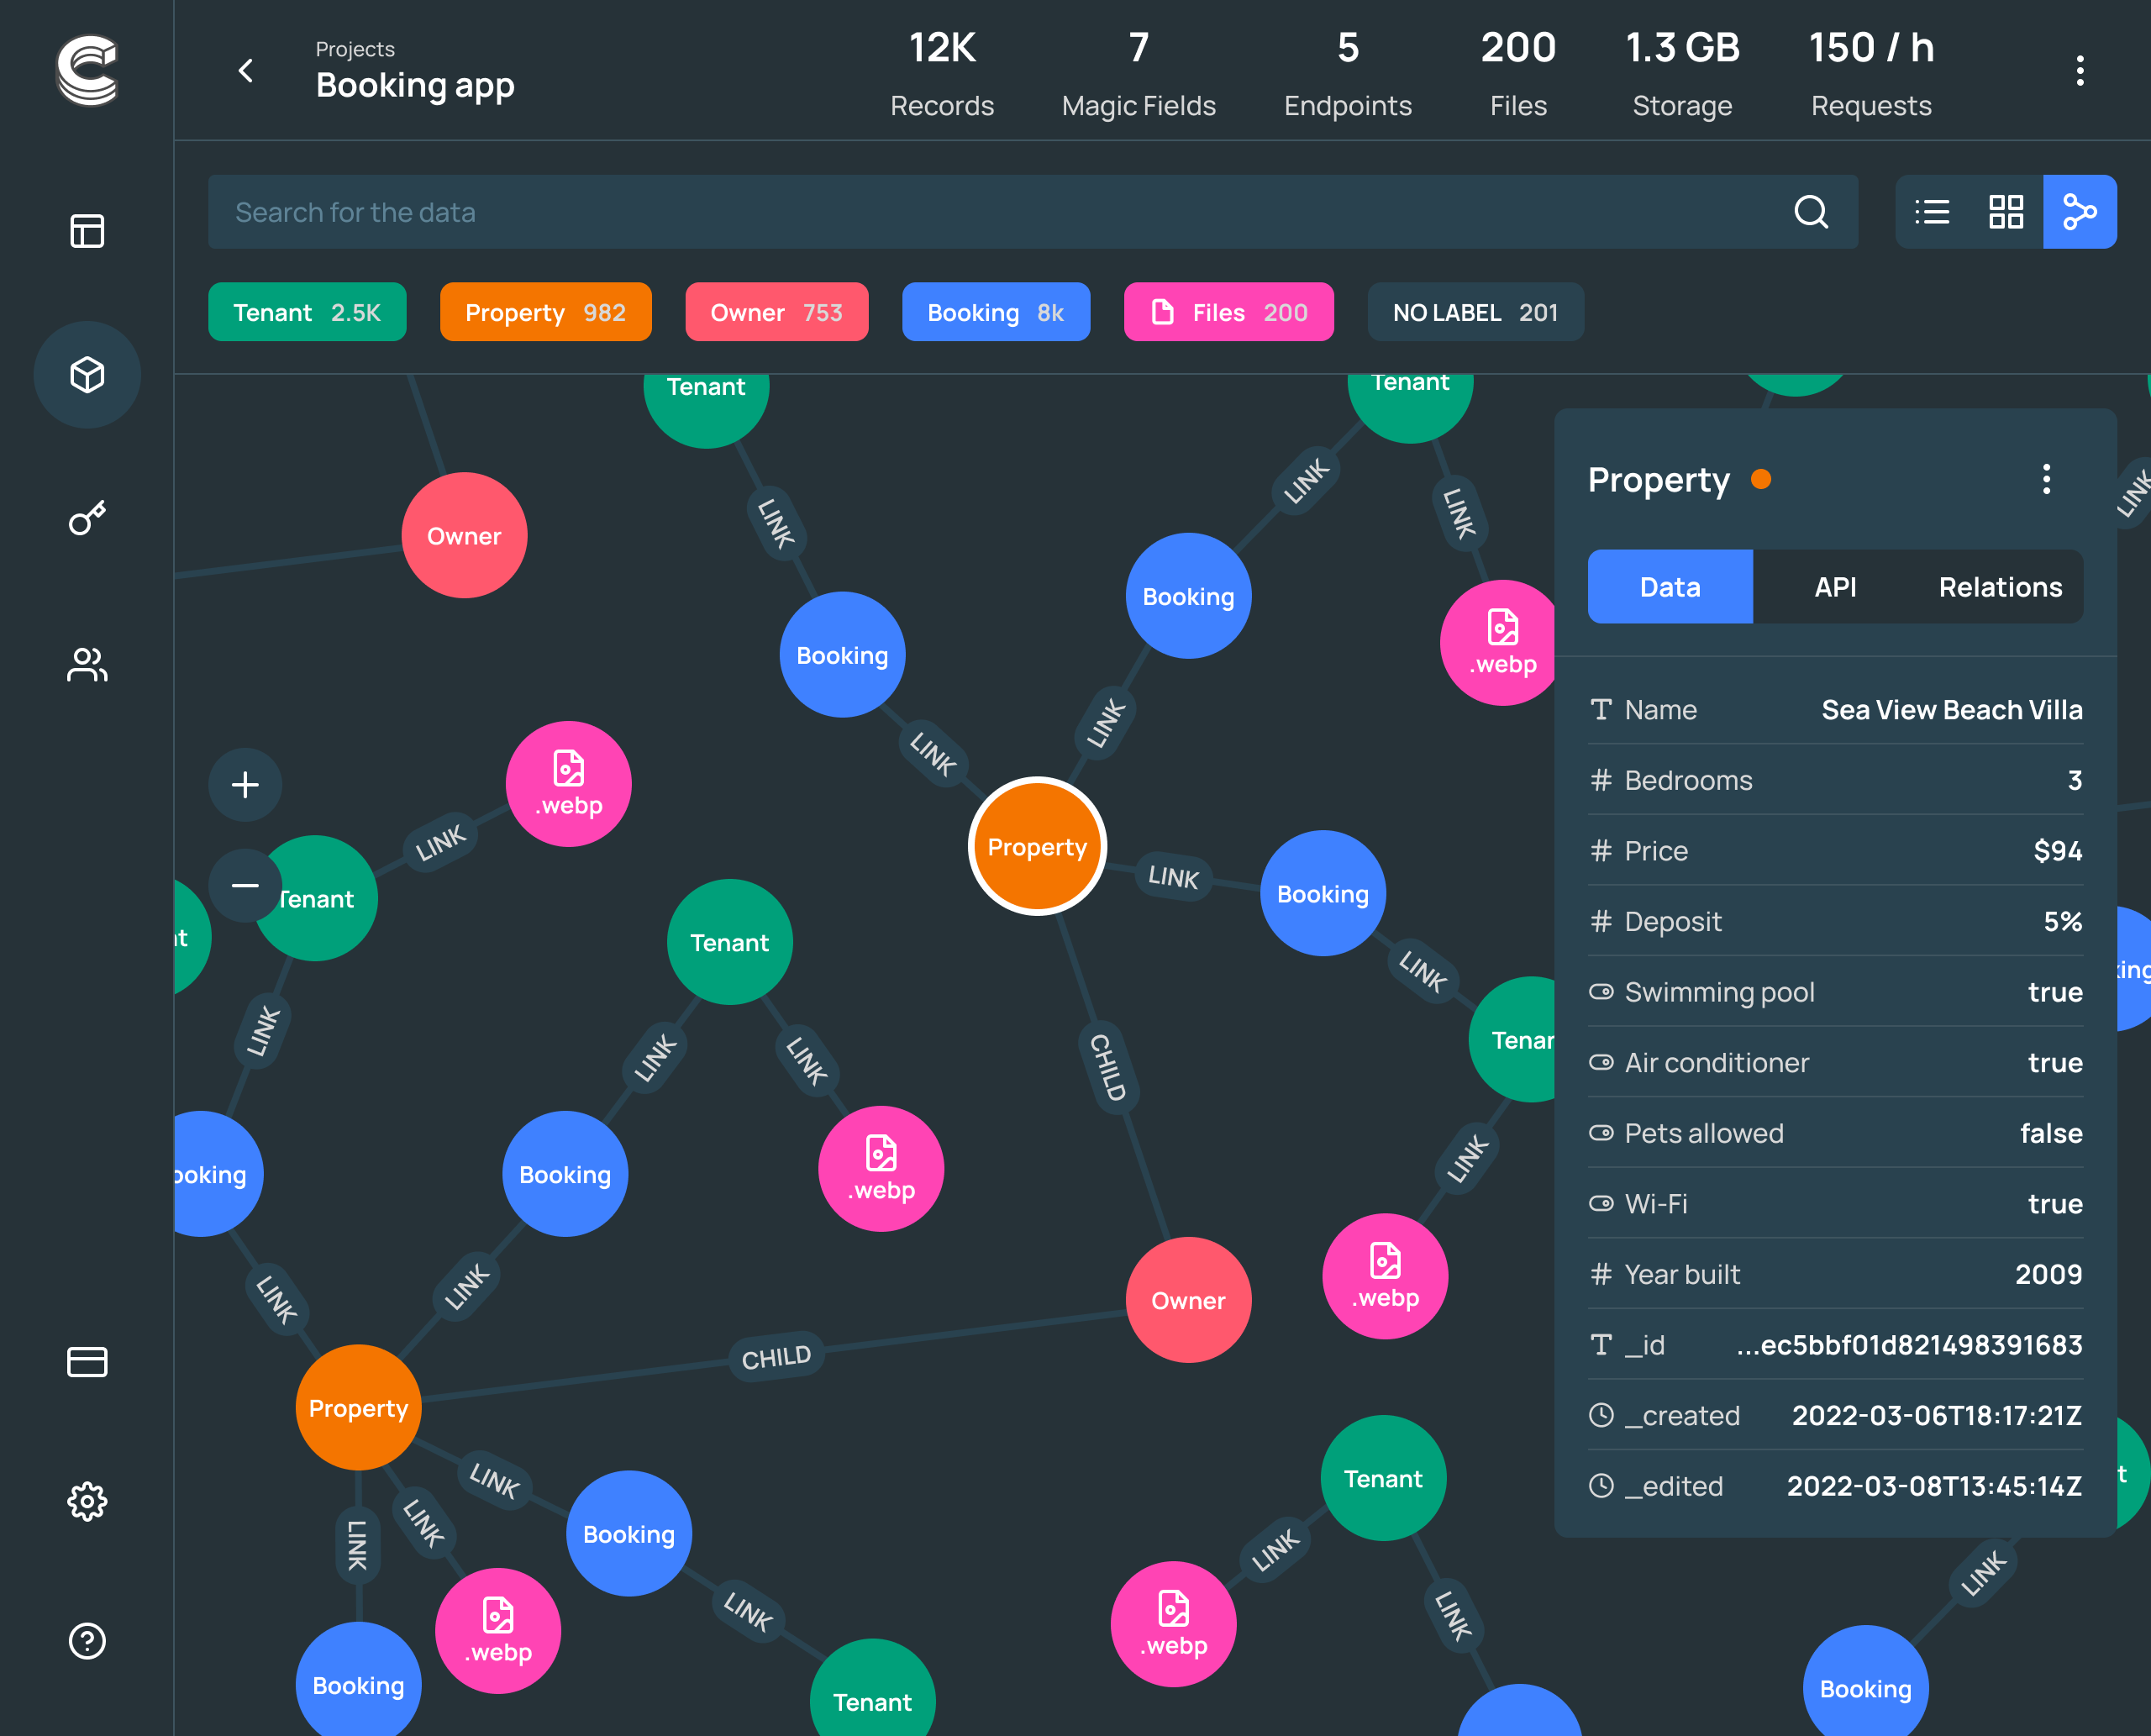 Projects
Booking app
12K
Records
7
Magic Fields
5
Endpoints
200
Files
1.3 GB
Storage
150 / h
Requests
Search for the data
Tenant 2.5K
Property 982
Owner 753
Booking 8k
Files 200
NO LABEL 201
Tenant
Tenant
LINK
LINK
LINK
LINK
Owner
Booking
Booking
.webp
LINK
LINK
.webp
LINK
Property
LINK
Booking
Tenant
Tenant
LINK
LINK
LINK
LINK
CHILD
LINK
Booking
.webp
LINK
LINK
LINK
.webp
Owner
CHILD
Property
LINK
LINK
LINK
Booking
.webp
Booking
LINK
Tenant
Tenant
LINK
.webp
LINK
LINK
Booking
Property
Data
API
Relations
Name Sea View Beach Villa
Bedrooms 3
Price $94
Deposit 5%
Swimming pool true
Air conditioner true
Pets allowed false
Wi-Fi true
Year built 2009
_id ...ec5bbf01d821498391683
_created 2022-03-06T18:17:21Z
_edited 2022-03-08T13:45:14Z